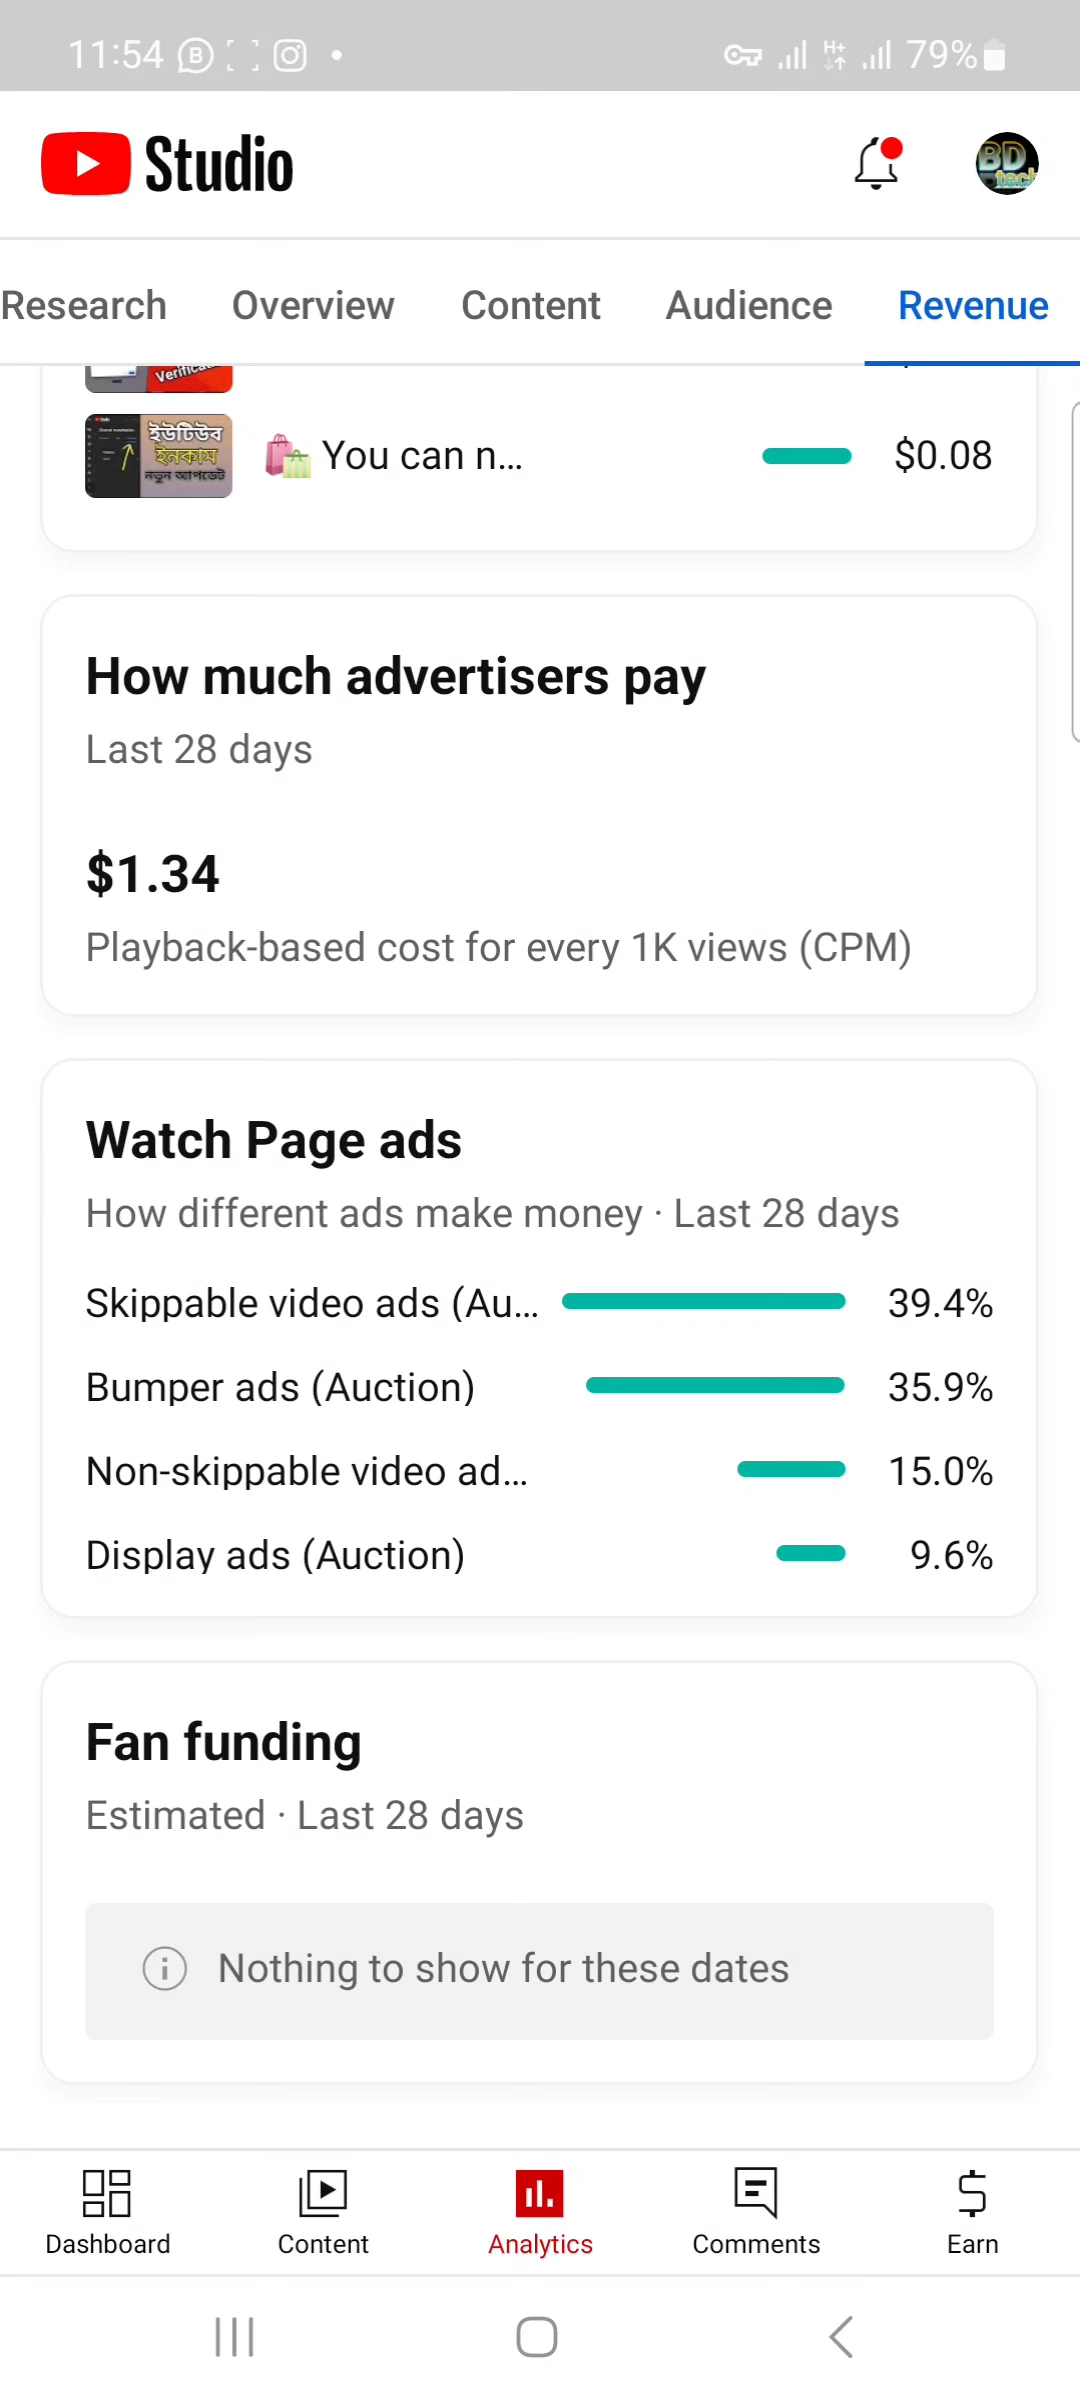 11:54
H+
79%
Studio
BD
tech
Research Overview Content Audience Revenue
ইউটিউব
ইনকাম
নতুন আপডেট
You can n... $0.08
How much advertisers pay
Last 28 days
$1.34
Playback-based cost for every 1K views (CPM)
Watch Page ads
How different ads make money · Last 28 days
Skippable video ads (Au... 39.4%
Bumper ads (Auction) 35.9%
Non-skippable video ad... 15.0%
Display ads (Auction) 9.6%
Fan funding
Estimated · Last 28 days
Nothing to show for these dates
Dashboard Content Analytics Comments Earn